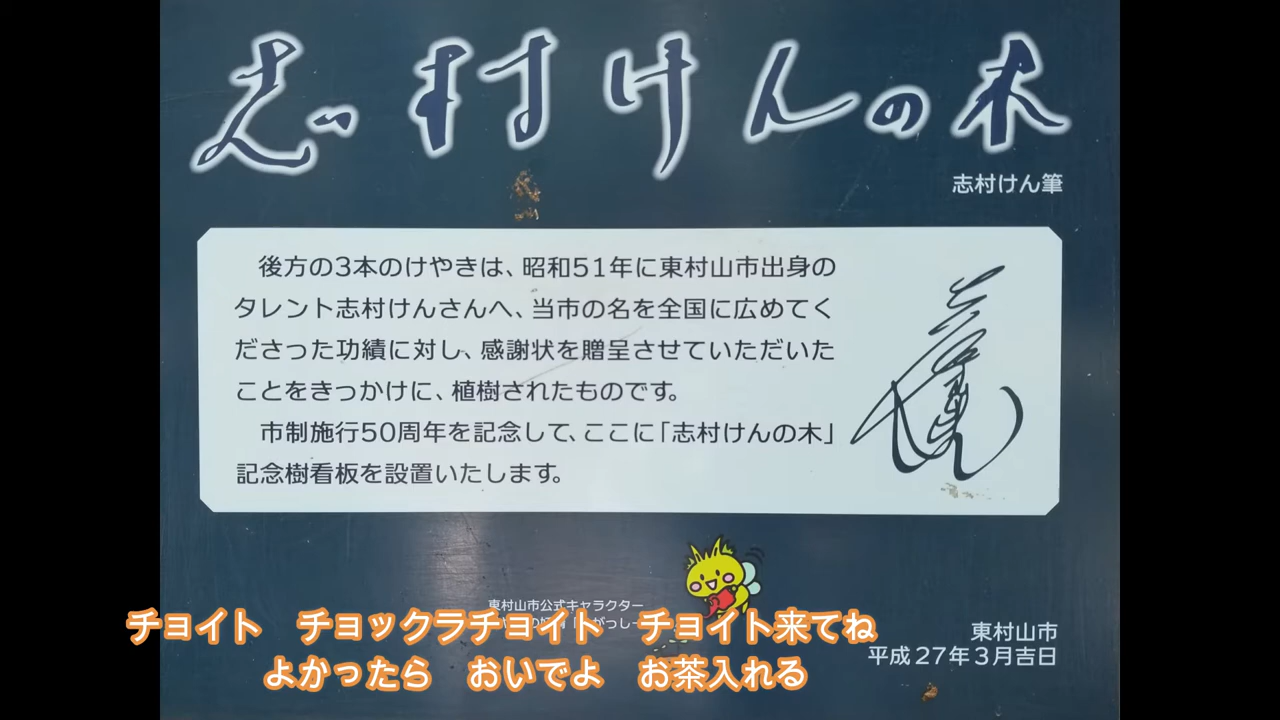 志村けんの木
志村けん筆
後方の3本のけやきは、昭和51年に東村山市出身の
タレント志村けんさんへ、当市の名を全国に広めてく
ださった功績に対し、感謝状を贈呈させていただいた
ことをきっかけに、植樹されたものです。
市制施行50周年を記念して、ここに「志村けんの木」
記念樹看板を設置いたします。
東村山市公式キャラクター
東村山市
平成27年3月吉日
チョイト チョックラチョイト チョイト来てね
よかったら おいでよ お茶入れる